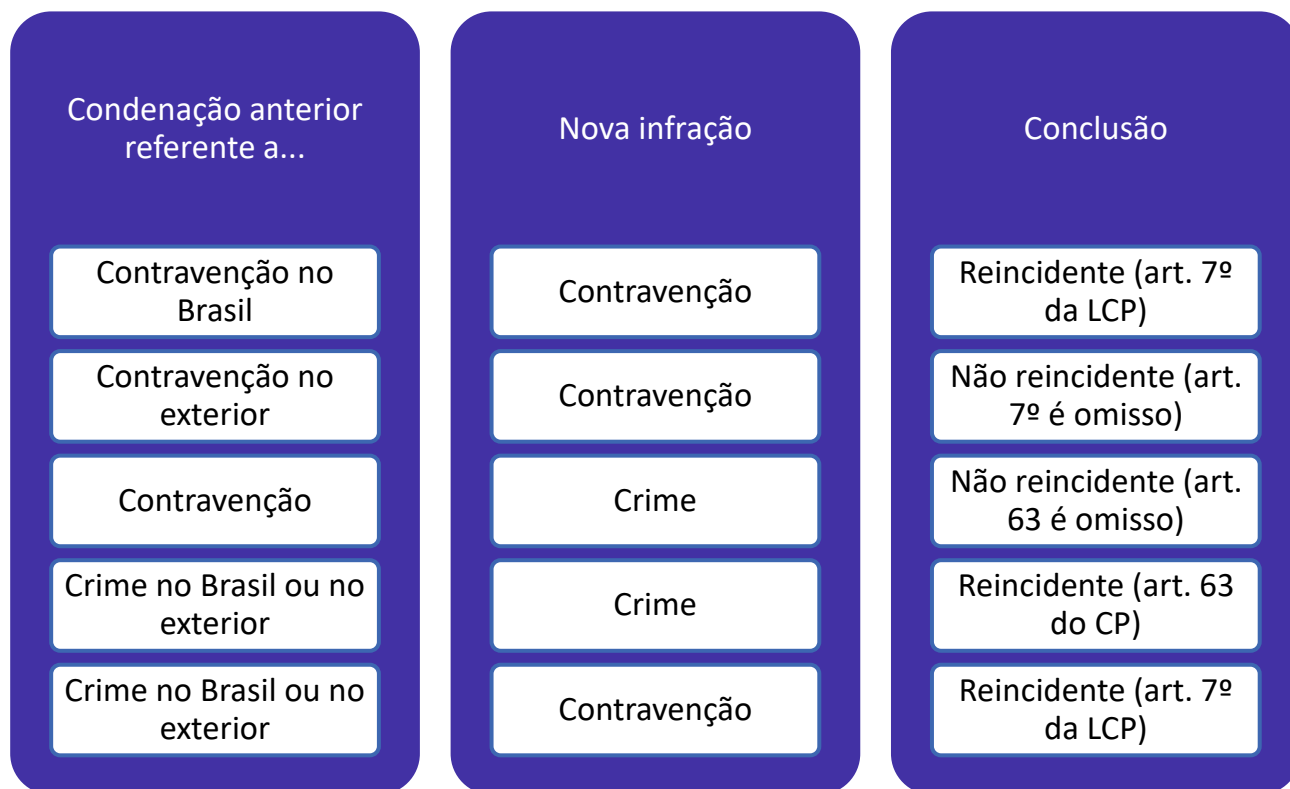 Condenação anterior
referente a...
Nova infração
Conclusão
Contravenção no
Brasil
Contravenção
Reincidente (art. 7º
da LCP)
Contravenção no
exterior
Contravenção
Não reincidente (art.
7º é omisso)
Contravenção
Crime
Não reincidente (art.
63 é omisso)
Crime no Brasil ou no
exterior
Crime
Reincidente (art. 63
do CP)
Crime no Brasil ou no
exterior
Contravenção
Reincidente (art. 7º
da LCP)